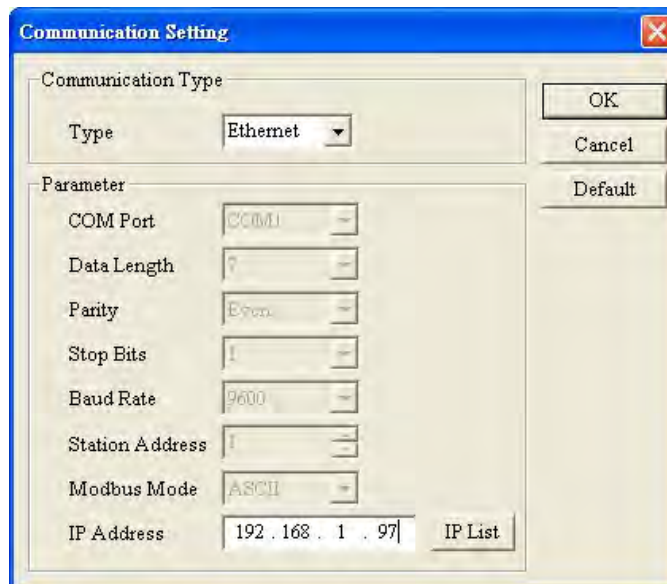 Communication Setting
Communication Type
Type Ethernet
OK
Cancel
Default
Parameter
COM Port COM1
Data Length 7
Parity Even
Stop Bits 1
Baud Rate 9600
Station Address 1
Modbus Mode ASCII
IP Address 192 . 168 . 1 . 97 IP List